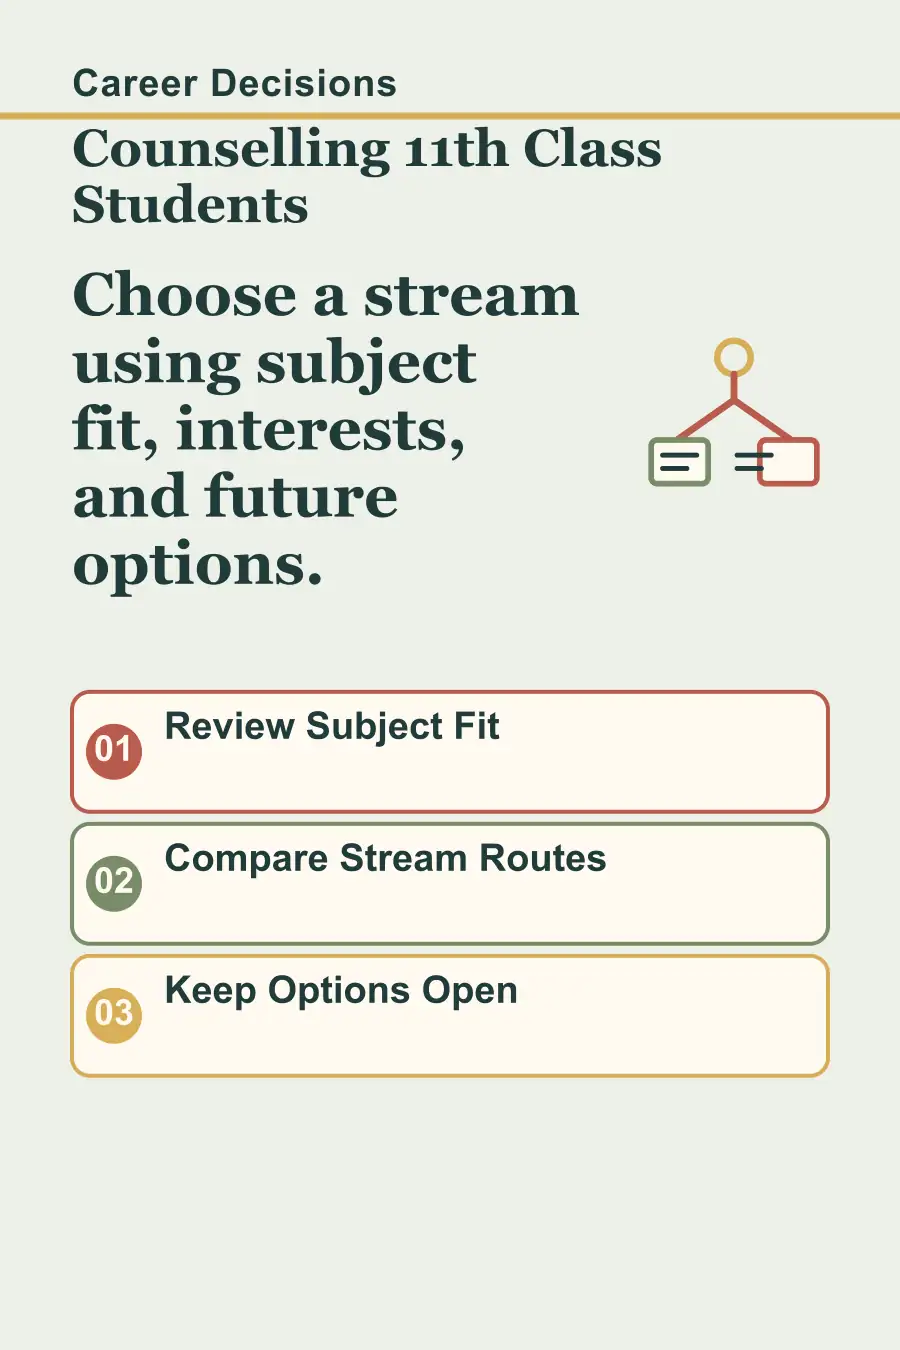 Career Decisions
Counselling 11th Class
Students
Choose a stream
using subject
fit, interests,
and future
options.
01
Review Subject Fit
02
Compare Stream Routes
03
Keep Options Open